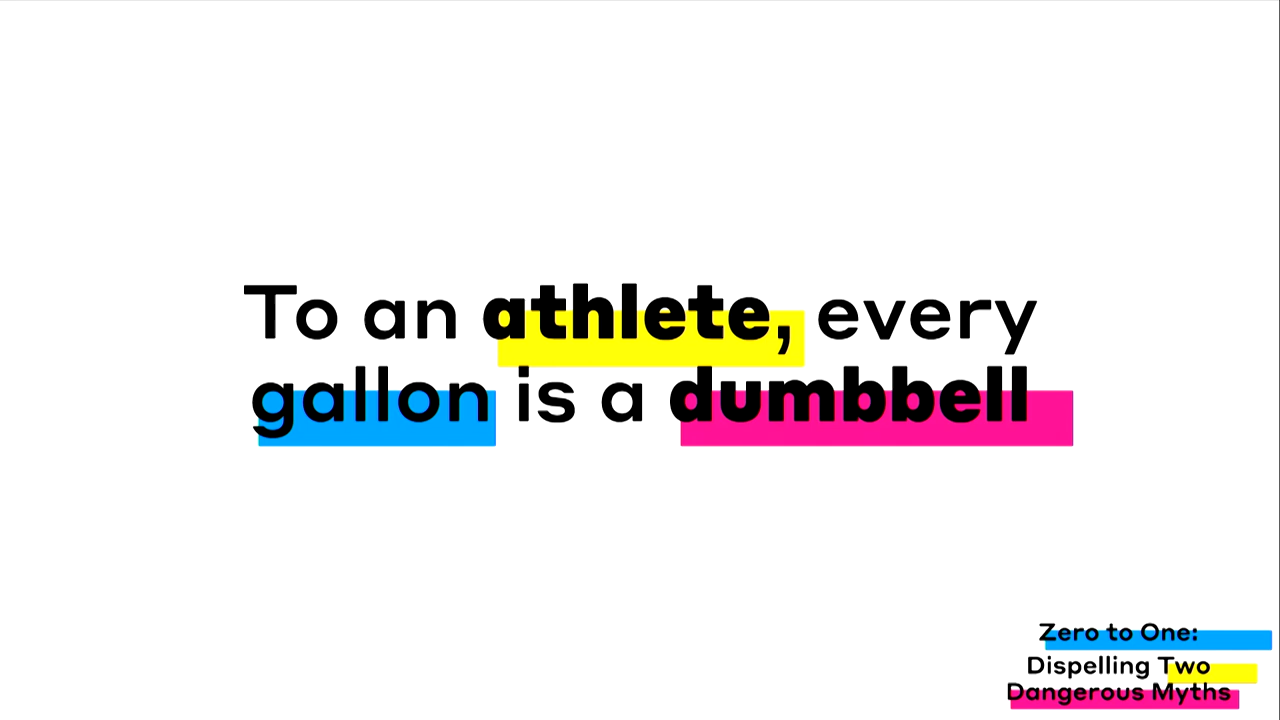 To an athlete, every
gallon is a dumbbell
Zero to One:
Dispelling Two
Dangerous Myths